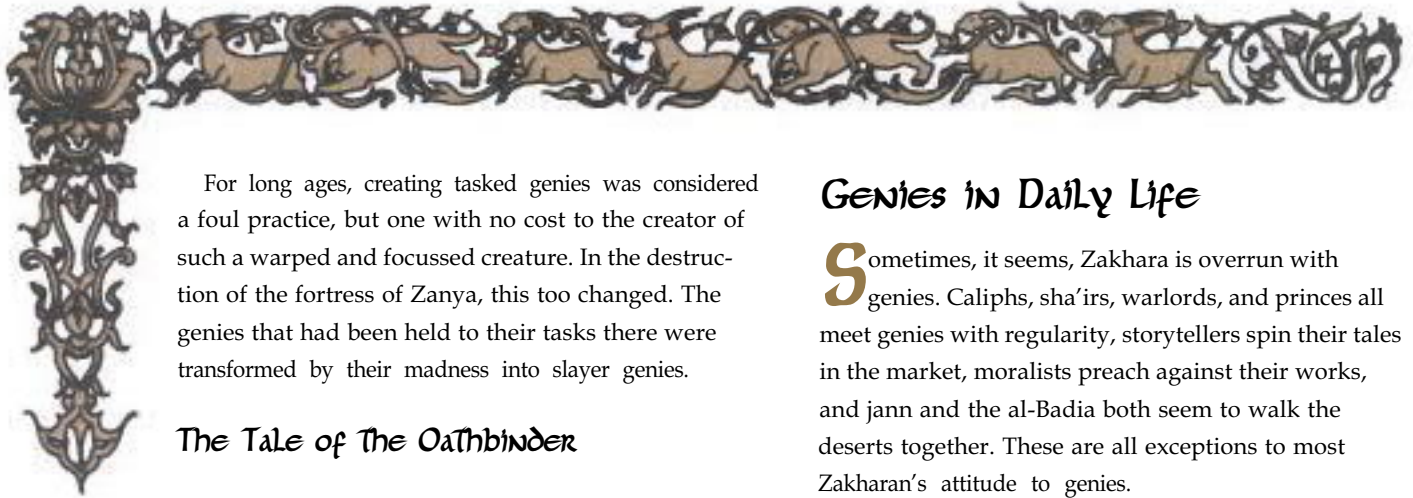 For long ages, creating tasked genies was considered
a foul practice, but one with no cost to the creator of
such a warped and focussed creature. In the destruc-
tion of the fortress of Zanya, this too changed. The
genies that had been held to their tasks there were
transformed by their madness into slayer genies.
The Tale of the Oathbinder
Genies in Daily Life
Sometimes, it seems, Zakhara is overrun with
genies. Caliphs, sha’irs, warlords, and princes all
meet genies with regularity, storytellers spin their tales
in the market, moralists preach against their works,
and jann and the al-Badia both seem to walk the
deserts together. These are all exceptions to most
Zakharan’s attitude to genies.